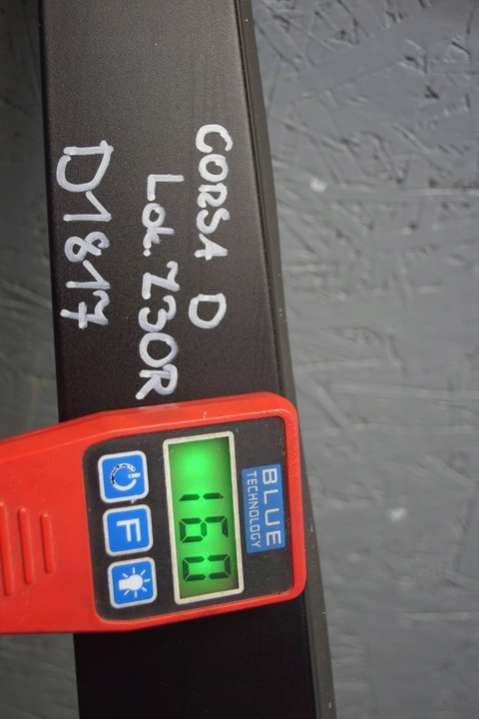 CORSA D
Lak. Z30R
D1817
BLUE
TECHNOLOGY
160
F